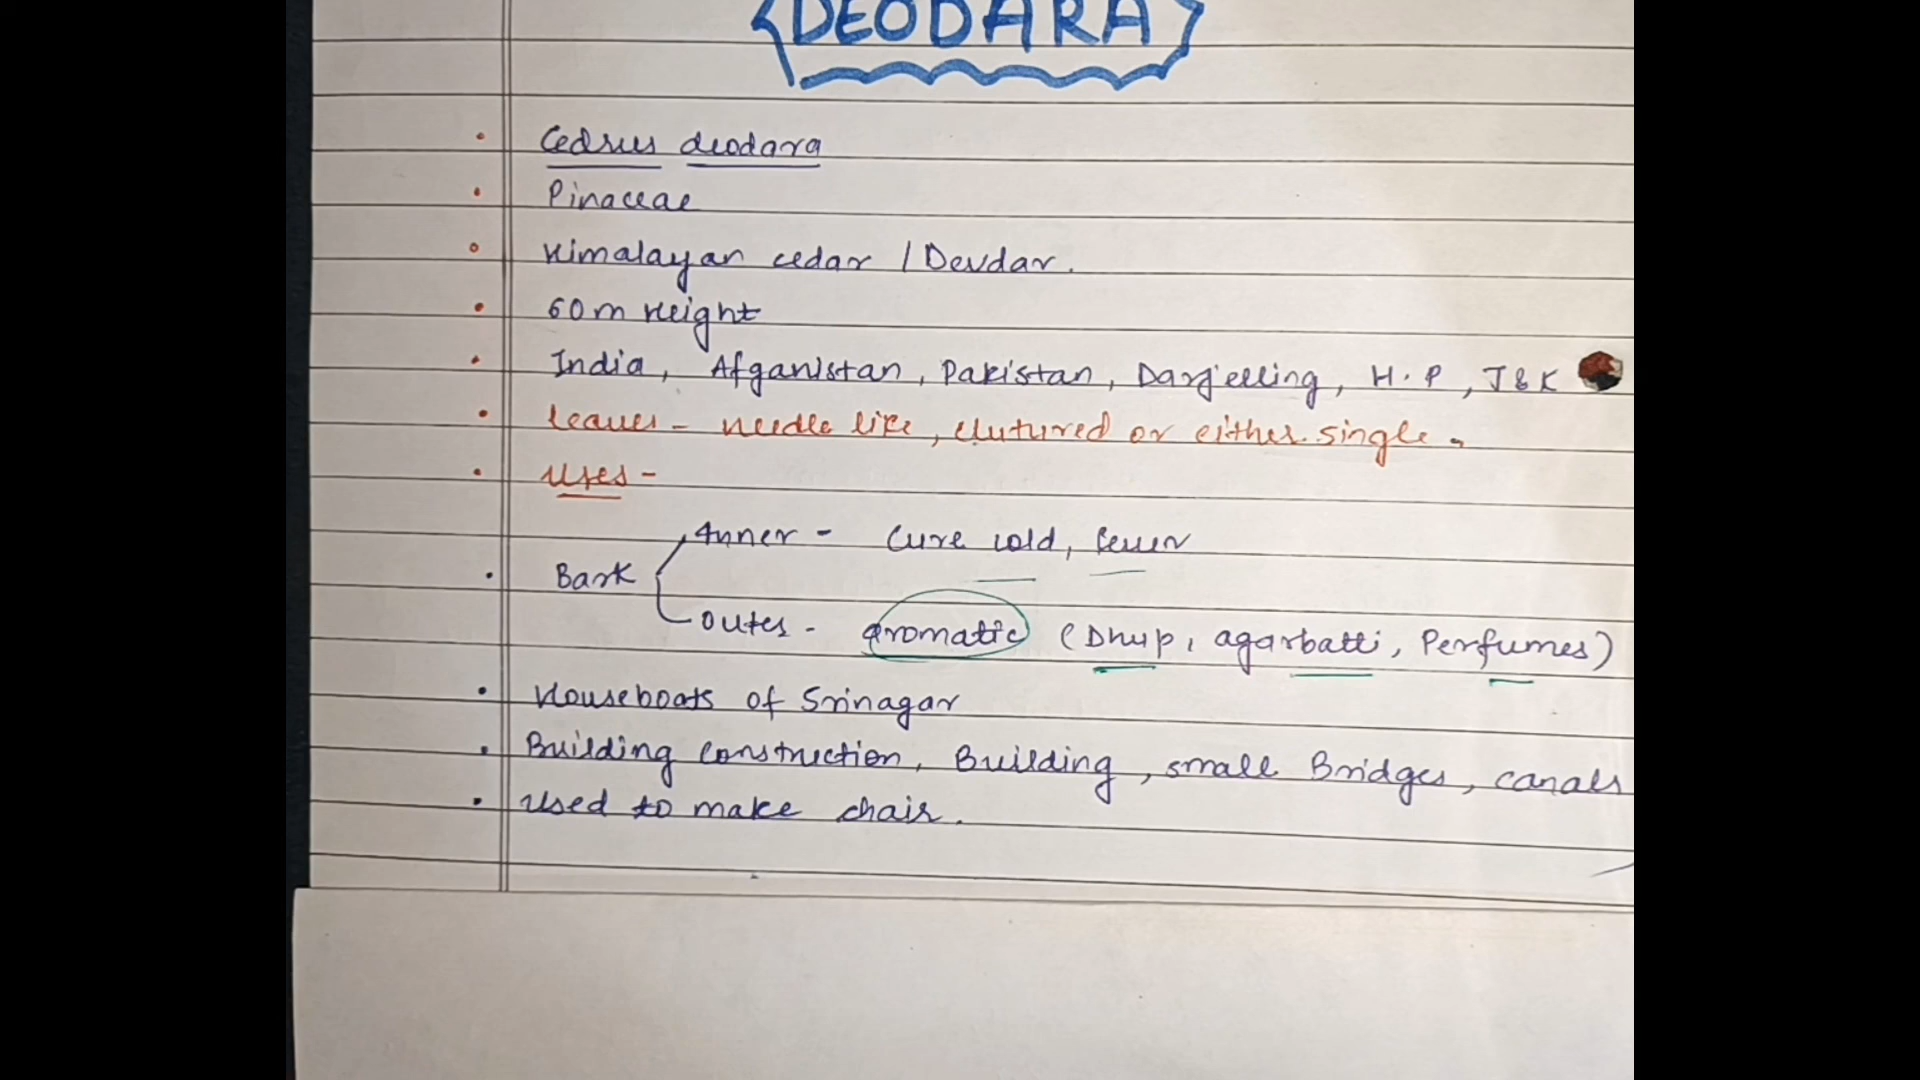 DEODARA
• Cedrus deodara
• Pinaceae
• Himalayan cedar / Devdar.
• 60m Height
• India, Afganistan, Pakistan, Darjelling, H.P, J&K
• leaves - needle like, clutured or either single.
• Uses -
Inner - Cure cold, fever
• Bark
Outer - aromatic (Dhup, agarbatti, Perfumes)
• Houseboats of Srinagar
• Building construction, Building, small Bridges, canals
• Used to make chair.